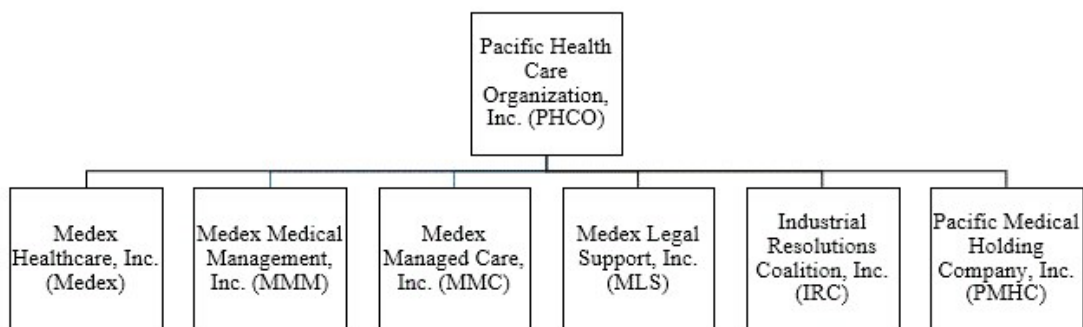 Pacific Health
Care
Organization,
Inc. (PHCO)
Medex
Healthcare, Inc.
(Medex)
Medex Medical
Management,
Inc. (MMM)
Medex
Managed Care,
Inc. (MMC)
Medex Legal
Support, Inc.
(MLS)
Industrial
Resolutions
Coalition, Inc.
(IRC)
Pacific Medical
Holding
Company, Inc.
(PMHC)